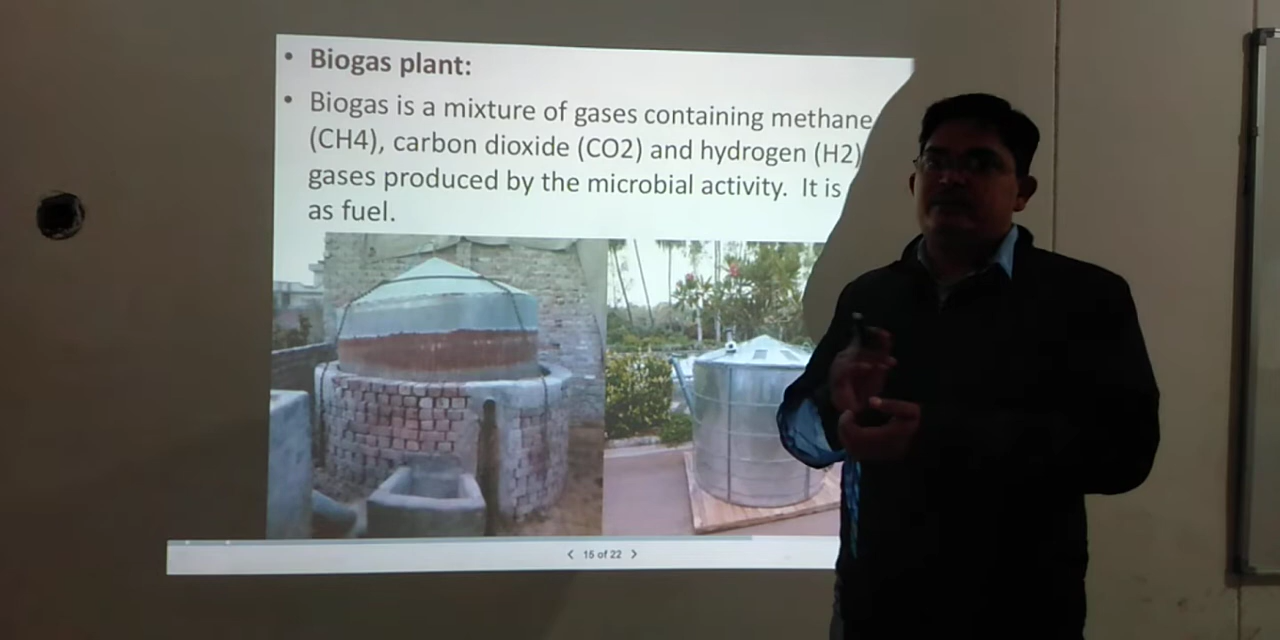 • Biogas plant:
• Biogas is a mixture of gases containing methane
(CH4), carbon dioxide (CO2) and hydrogen (H2)
gases produced by the microbial activity. It is
as fuel.
< 15 of 22 >